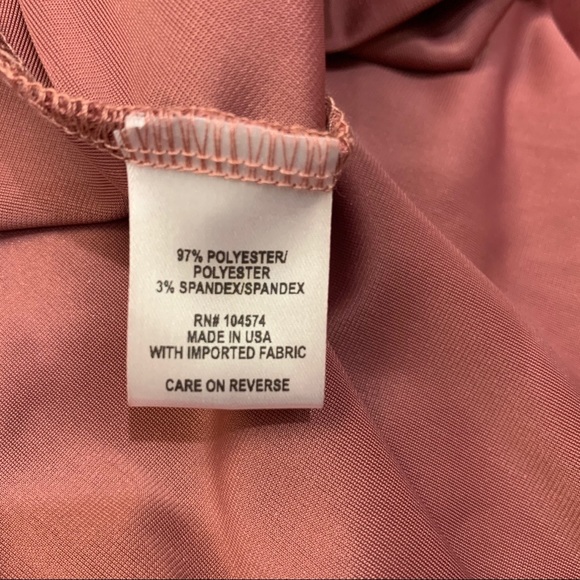 97% POLYESTER/
POLYESTER
3% SPANDEX/SPANDEX
RN# 104574
MADE IN USA
WITH IMPORTED FABRIC
CARE ON REVERSE